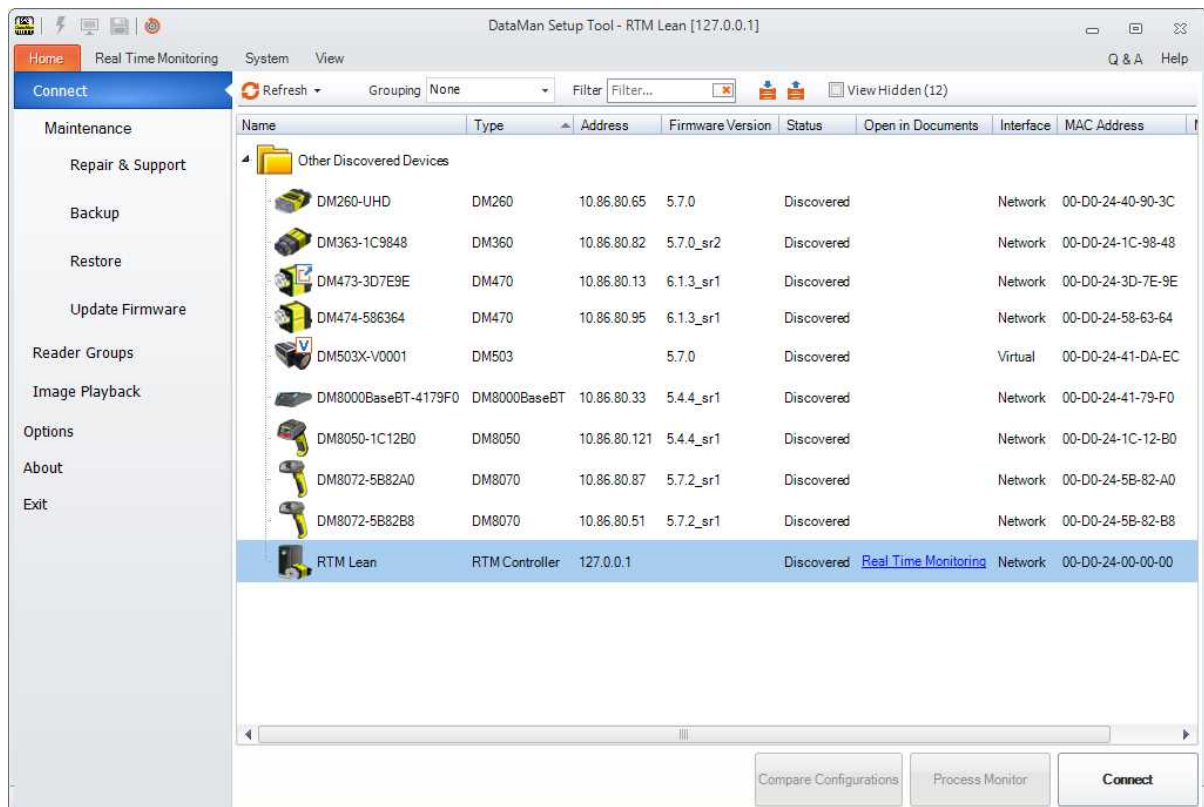 DataMan Setup Tool - RTM Lean [127.0.0.1]
Home Real Time Monitoring System View Q & A Help
Connect
Maintenance
Repair & Support
Backup
Restore
Update Firmware
Reader Groups
Image Playback
Options
About
Exit
Refresh Grouping None Filter Filter... View Hidden (12)
Name Type Address Firmware Version Status Open in Documents Interface MAC Address
Other Discovered Devices
DM260-UHD DM260 10.86.80.65 5.7.0 Discovered Network 00-D0-24-40-90-3C
DM363-1C9848 DM360 10.86.80.82 5.7.0_sr2 Discovered Network 00-D0-24-1C-98-48
DM473-3D7E9E DM470 10.86.80.13 6.1.3_sr1 Discovered Network 00-D0-24-3D-7E-9E
DM474-586364 DM470 10.86.80.95 6.1.3_sr1 Discovered Network 00-D0-24-58-63-64
V DM503X-V0001 DM503 5.7.0 Discovered Virtual 00-D0-24-41-DA-EC
DM8000BaseBT-4179F0 DM8000BaseBT 10.86.80.33 5.4.4_sr1 Discovered Network 00-D0-24-41-79-F0
DM8050-1C12B0 DM8050 10.86.80.121 5.4.4_sr1 Discovered Network 00-D0-24-1C-12-B0
DM8072-5B82A0 DM8070 10.86.80.87 5.7.2_sr1 Discovered Network 00-D0-24-5B-82-A0
DM8072-5B82B8 DM8070 10.86.80.51 5.7.2_sr1 Discovered Network 00-D0-24-5B-82-B8
RTM Lean RTM Controller 127.0.0.1 Discovered Real Time Monitoring Network 00-D0-24-00-00-00
Compare Configurations Process Monitor Connect